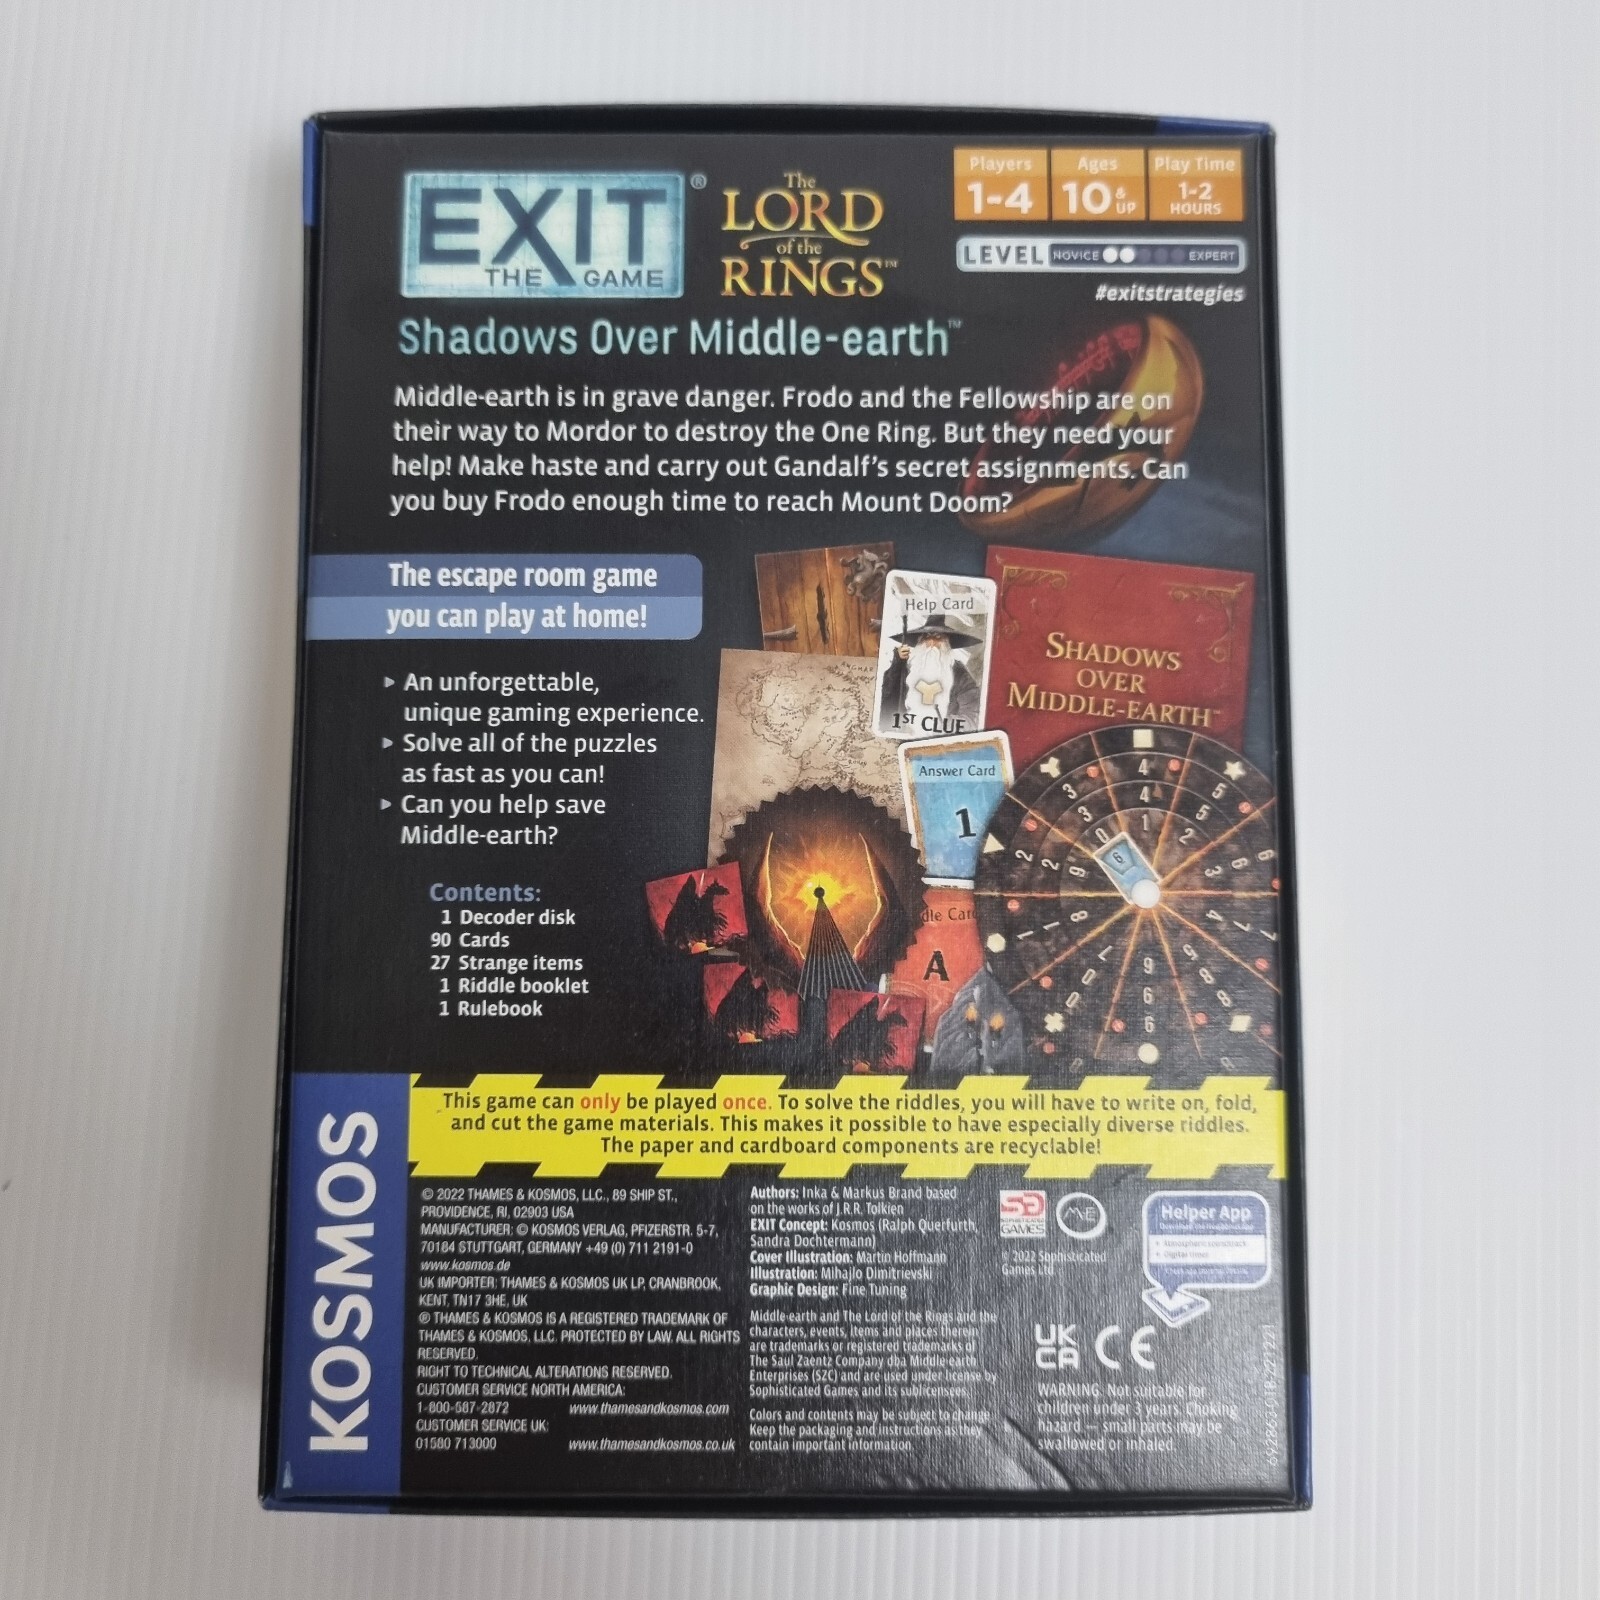 EXIT®
THE GAME
The
LORD
of the
RINGS™
Players
1-4
Ages
10 & UP
Play Time
1-2
HOURS
LEVEL NOVICE EXPERT
#exitstrategies
Shadows Over Middle-earth™
Middle-earth is in grave danger. Frodo and the Fellowship are on
their way to Mordor to destroy the One Ring. But they need your
help! Make haste and carry out Gandalf's secret assignments. Can
you buy Frodo enough time to reach Mount Doom?
The escape room game
you can play at home!
An unforgettable,
unique gaming experience.
Solve all of the puzzles
as fast as you can!
Can you help save
Middle-earth?
Contents:
1 Decoder disk
90 Cards
27 Strange items
1 Riddle booklet
1 Rulebook
Help Card
1ST CLUE
SHADOWS
OVER
MIDDLE-EARTH™
ANGMAR
Answer Card
1
dle Card
A
This game can only be played once. To solve the riddles, you will have to write on, fold,
and cut the game materials. This makes it possible to have especially diverse riddles.
The paper and cardboard components are recyclable!
KOSMOS
© 2022 THAMES & KOSMOS, LLC., 89 SHIP ST.,
PROVIDENCE, RI, 02903 USA
MANUFACTURER: © KOSMOS VERLAG, PFIZERSTR. 5-7,
70184 STUTTGART, GERMANY +49 (0) 711 2191-0
www.kosmos.de
UK IMPORTER: THAMES & KOSMOS UK LP, CRANBROOK,
KENT, TN17 3HE, UK
® THAMES & KOSMOS IS A REGISTERED TRADEMARK OF
THAMES & KOSMOS, LLC. PROTECTED BY LAW. ALL RIGHTS
RESERVED.
RIGHT TO TECHNICAL ALTERATIONS RESERVED.
CUSTOMER SERVICE NORTH AMERICA:
1-800-587-2872 www.thamesandkosmos.com
CUSTOMER SERVICE UK:
01580 713000 www.thamesandkosmos.co.uk
Authors: Inka & Markus Brand based
on the works of J.R.R. Tolkien
EXIT Concept: Kosmos (Ralph Querfurth,
Sandra Dochtermann)
Cover Illustration: Martin Hoffmann
Illustration: Mihajlo Dimitrievski
Graphic Design: Fine Tuning
Middle-earth and The Lord of the Rings and the
characters, events, items and places therein
are trademarks or registered trademarks of
The Saul Zaentz Company dba Middle-earth
Enterprises (SZC) and are used under license by
Sophisticated Games and its sublicensees.
Colors and contents may be subject to change.
Keep the packaging and instructions as they
contain important information.
SOPHISTICATED
GAMES
© 2022 Sophisticated
Games Ltd
Helper App
UK
CA CE
WARNING. Not suitable for
children under 3 years. Choking
hazard — small parts may be
swallowed or inhaled.